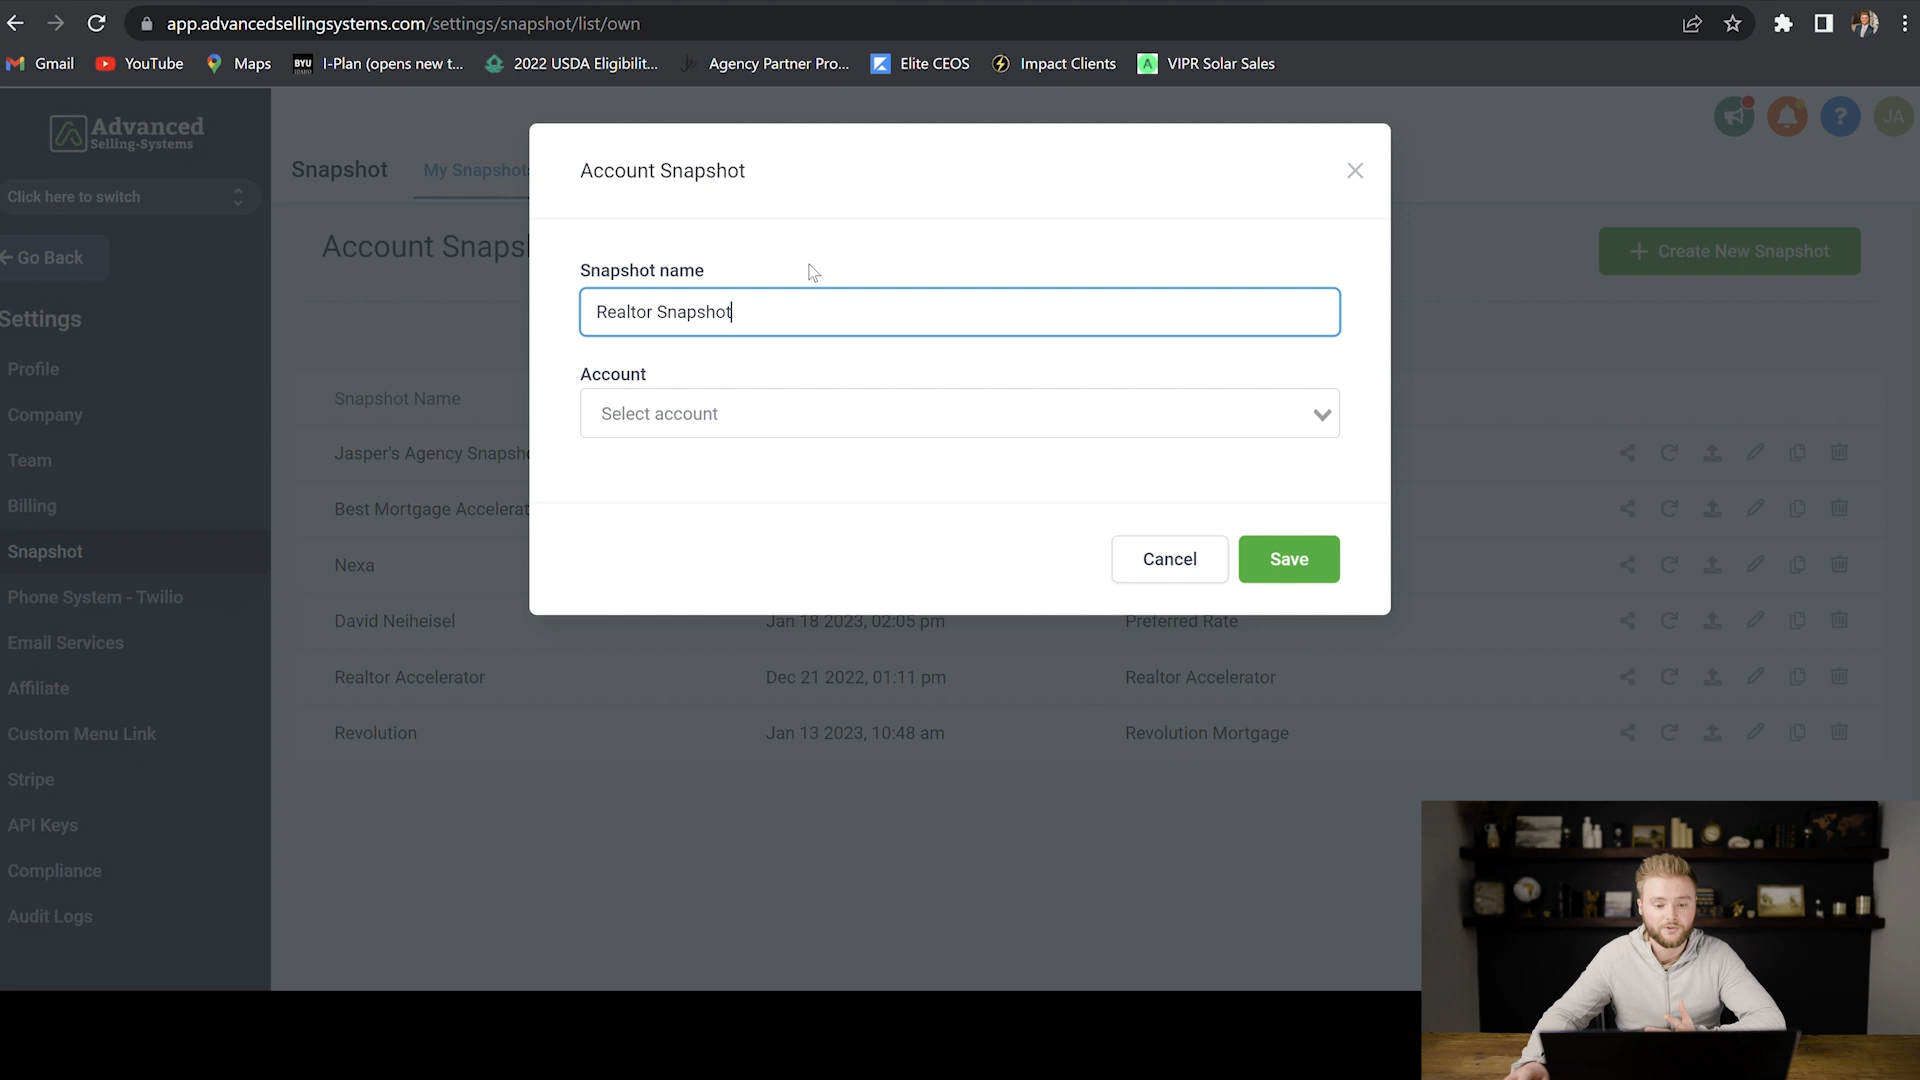 app.advancedsellingsystems.com/settings/snapshot/list/own
Gmail
YouTube
Maps
BYU
IDAHO
I-Plan (opens new t...
2022 USDA Eligibilit...
Agency Partner Pro...
Elite CEOS
Impact Clients
A
VIPR Solar Sales
Advanced
Selling-Systems
Click here to switch
Go Back
Settings
Profile
Company
Team
Billing
Snapshot
Phone System - Twilio
Email Services
Affiliate
Custom Menu Link
Stripe
API Keys
Compliance
Audit Logs
?
JA
Snapshot
My Snapshots
Account Snapsh
Create New Snapshot
Account Snapshot
Snapshot name
Realtor Snapshot
Account
Select account
Cancel
Save
Snapshot Name
Jasper's Agency Snapsho
Best Mortgage Accelerat
Nexa
David Neiheisel
Jan 18 2023, 02:05 pm
Preferred Rate
Realtor Accelerator
Dec 21 2022, 01:11 pm
Realtor Accelerator
Revolution
Jan 13 2023, 10:48 am
Revolution Mortgage